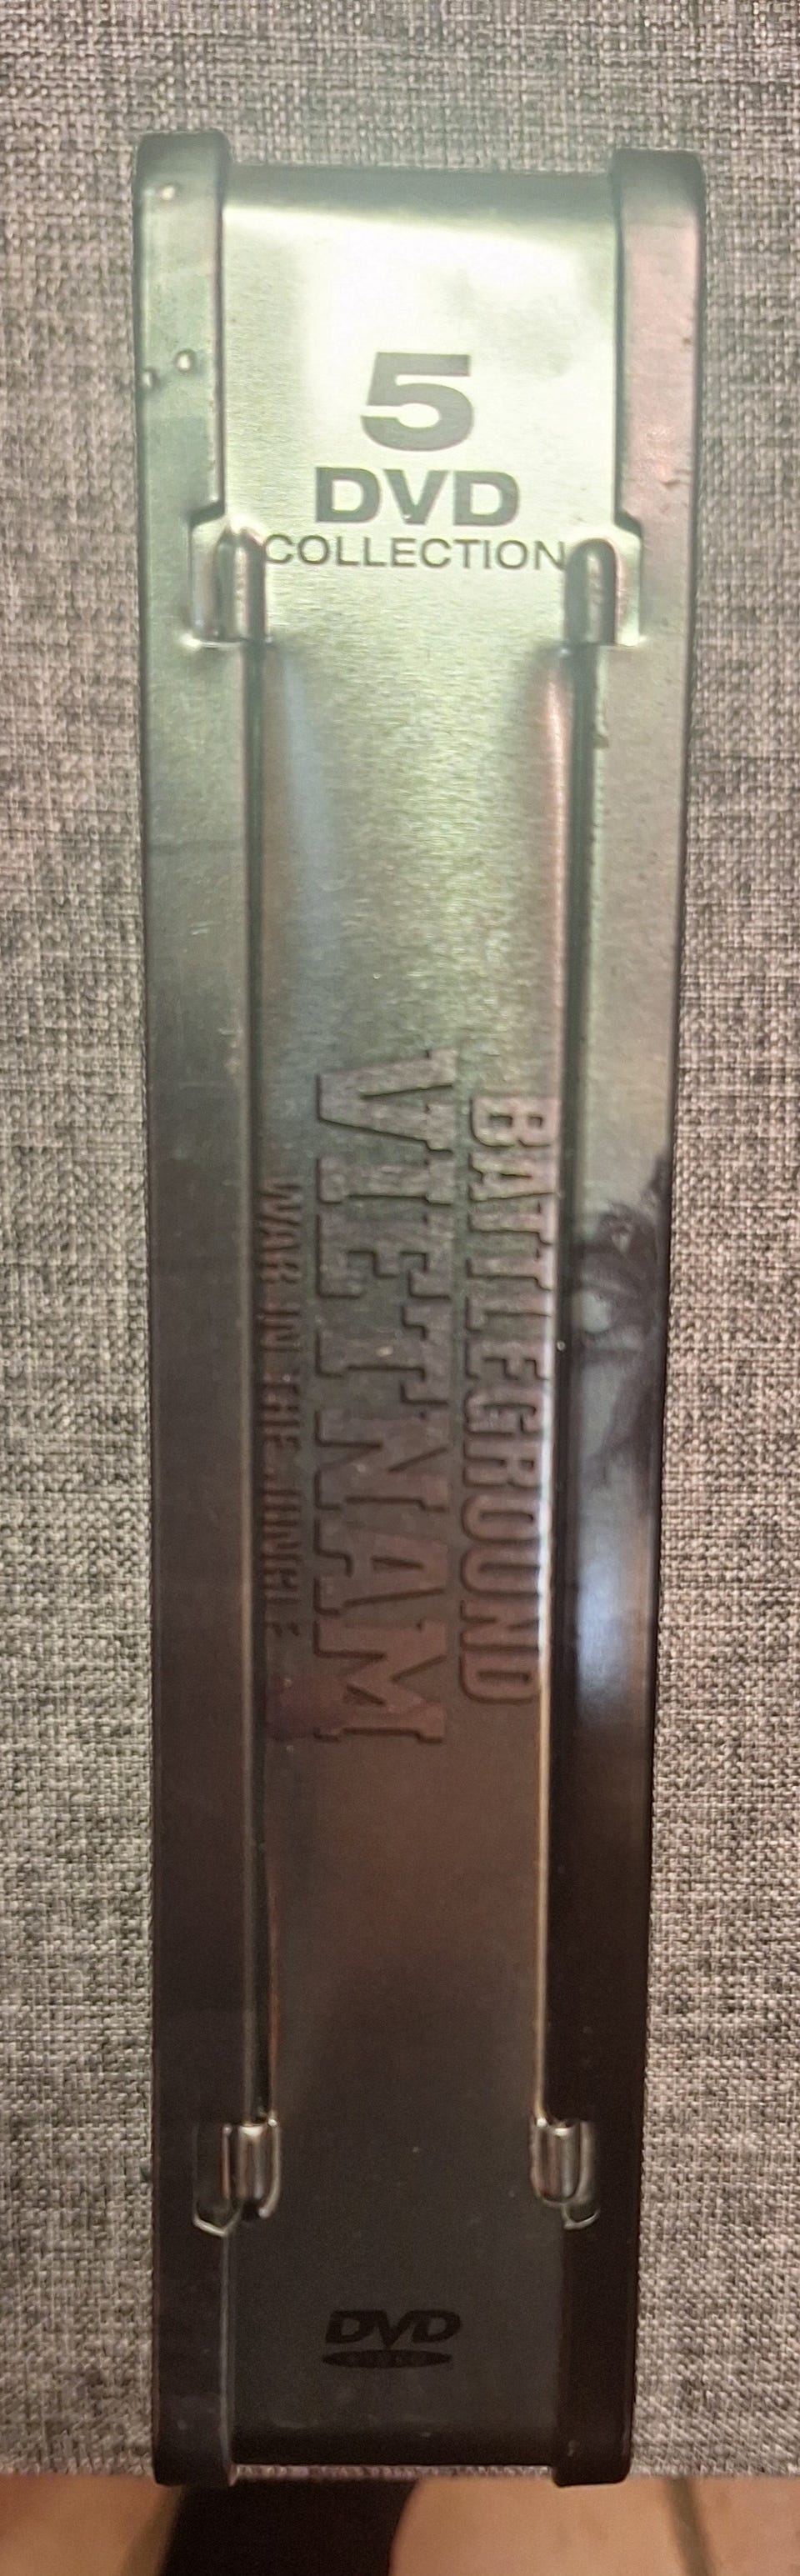 5
DVD
COLLECTION
BATTLEGROUND
VIETNAM
WAR IN THE JUNGLE
DVD